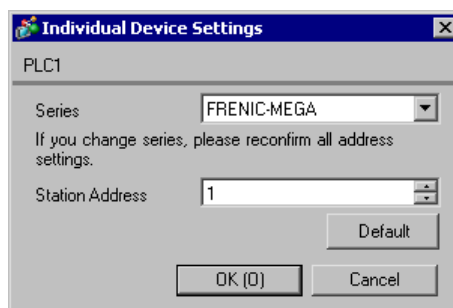 Individual Device Settings
PLC1
Series
FRENIC-MEGA
If you change series, please reconfirm all address
settings.
Station Address
1
Default
OK (O)
Cancel